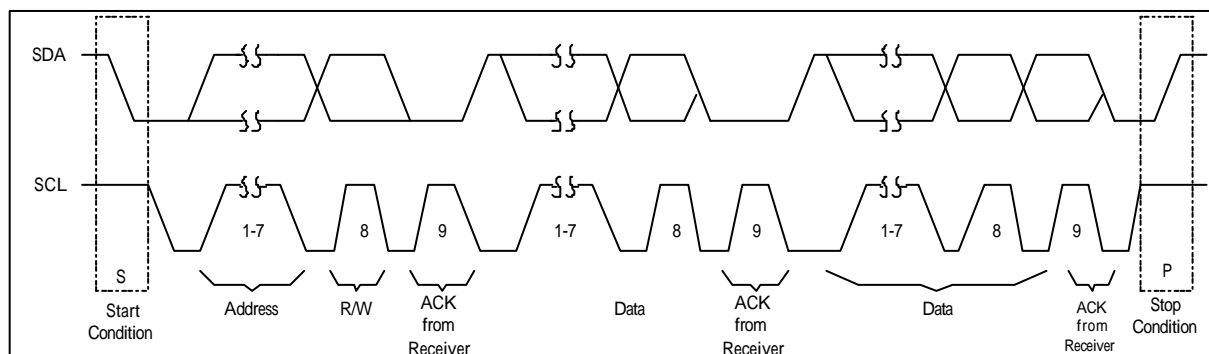 SDA
SCL
1-7
8
9
1-7
8
9
1-7
8
9
S
P
Start
Condition
Address
R/W
ACK
from
Receiver
Data
ACK
from
Receiver
Data
ACK
from
Receiver
Stop
Condition